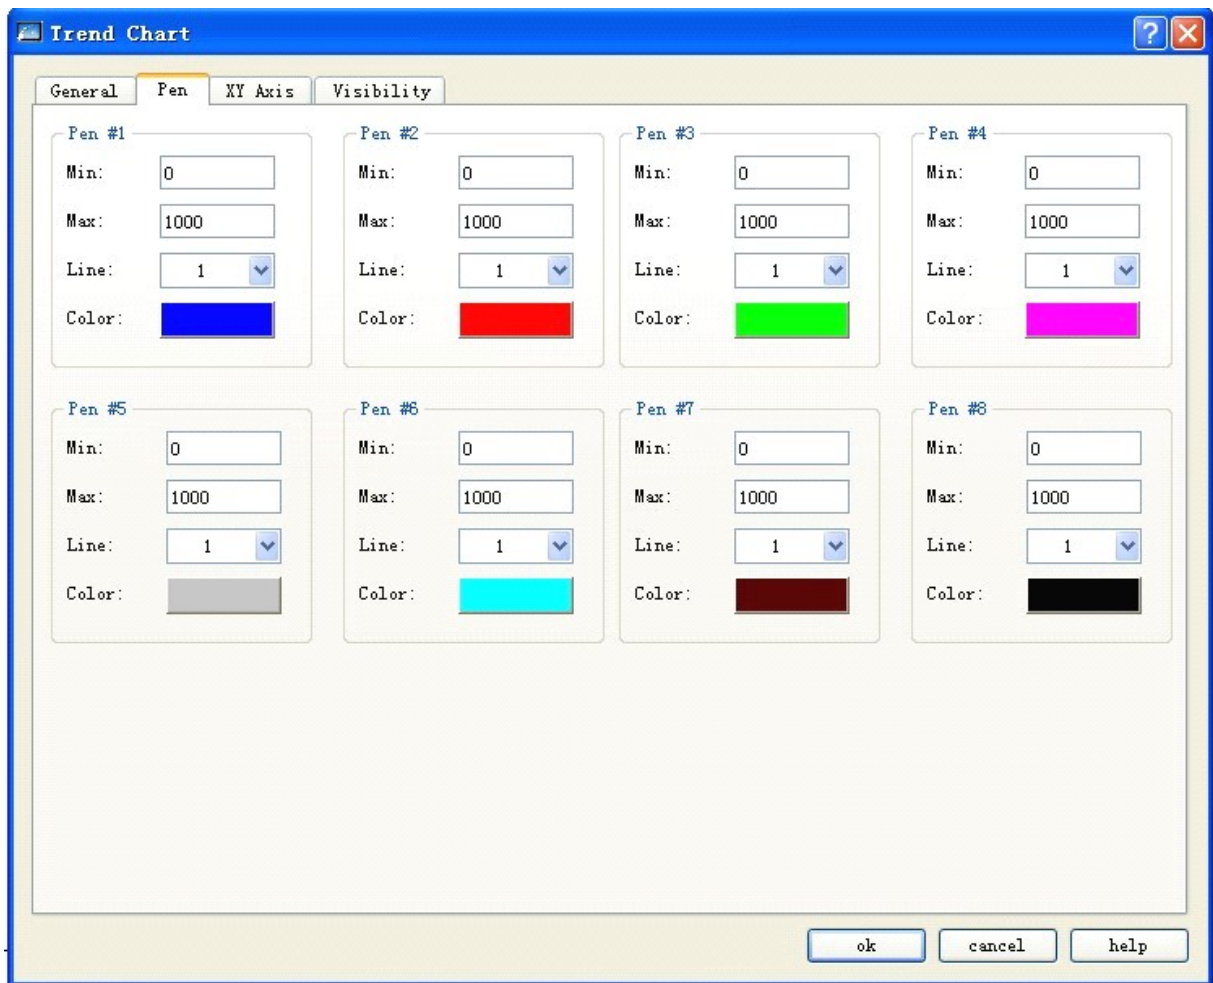 Trend Chart
General Pen XY Axis Visibility
Pen #1 Pen #2 Pen #3 Pen #4
Min: 0 Min: 0 Min: 0 Min: 0
Max: 1000 Max: 1000 Max: 1000 Max: 1000
Line: 1 Line: 1 Line: 1 Line: 1
Color: Color: Color: Color:
Pen #5 Pen #6 Pen #7 Pen #8
Min: 0 Min: 0 Min: 0 Min: 0
Max: 1000 Max: 1000 Max: 1000 Max: 1000
Line: 1 Line: 1 Line: 1 Line: 1
Color: Color: Color: Color:
ok cancel help